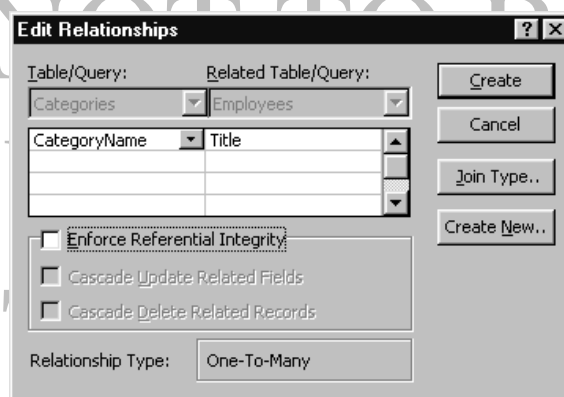 Edit Relationships
Table/Query: Related Table/Query:
Create
Categories Employees
Cancel
CategoryName Title
Join Type..
Create New..
Enforce Referential Integrity
Cascade Update Related Fields
Cascade Delete Related Records
Relationship Type: One-To-Many